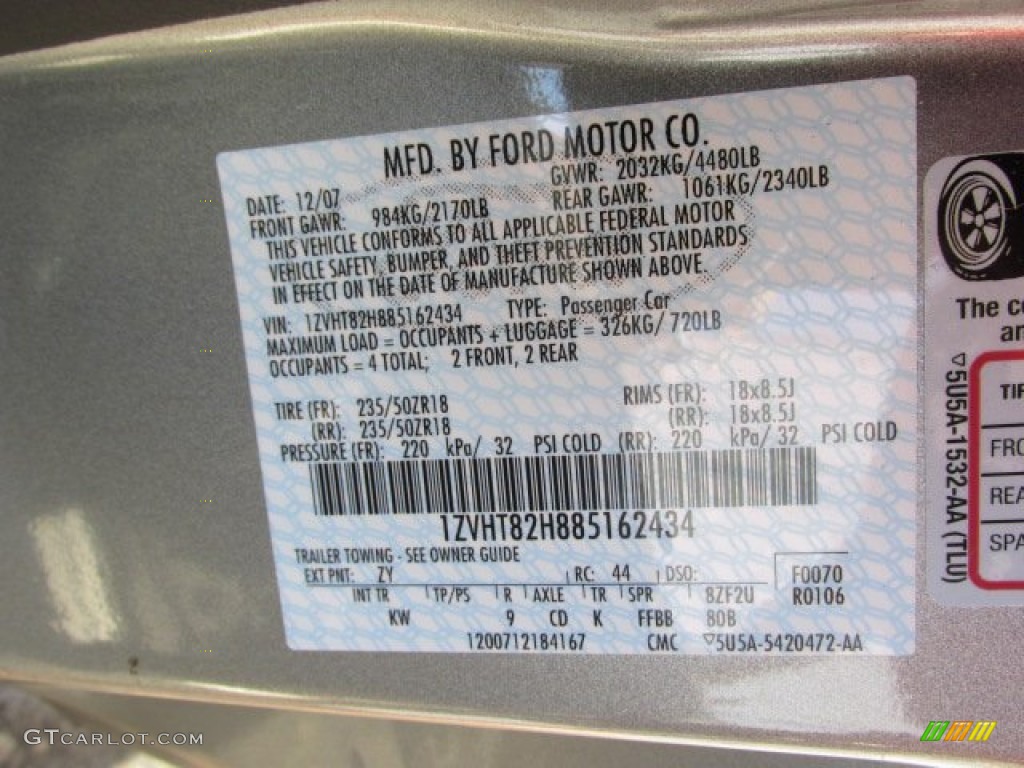 MFD. BY FORD MOTOR CO.
DATE: 12/07 GVWR: 2032KG/4480LB
FRONT GAWR: 984KG/2170LB REAR GAWR: 1061KG/2340LB
THIS VEHICLE CONFORMS TO ALL APPLICABLE FEDERAL MOTOR
VEHICLE SAFETY, BUMPER, AND THEFT PREVENTION STANDARDS
IN EFFECT ON THE DATE OF MANUFACTURE SHOWN ABOVE.
VIN: 1ZVHT82H885162434 TYPE: Passenger Car
MAXIMUM LOAD = OCCUPANTS + LUGGAGE = 326KG/ 720LB
OCCUPANTS = 4 TOTAL; 2 FRONT, 2 REAR
TIRE (FR): 235/50ZR18 RIMS (FR): 18x8.5J
(RR): 235/50ZR18 (RR): 18x8.5J
PRESSURE (FR): 220 kPa/ 32 PSI COLD (RR): 220 kPa/ 32 PSI COLD
1ZVHT82H885162434
TRAILER TOWING - SEE OWNER GUIDE
EXT PNT: ZY RC: 44 DSO: F0070
INT TR TP/PS R AXLE TR SPR 8ZF2U R0106
KW 9 CD K FFBB 80B
1200712184167 CMC ▽5U5A-5420472-AA
The co
an
▽5U5A-1532-AA (TLU)
TIR
FRO
REA
SPA
GTCARLOT.COM